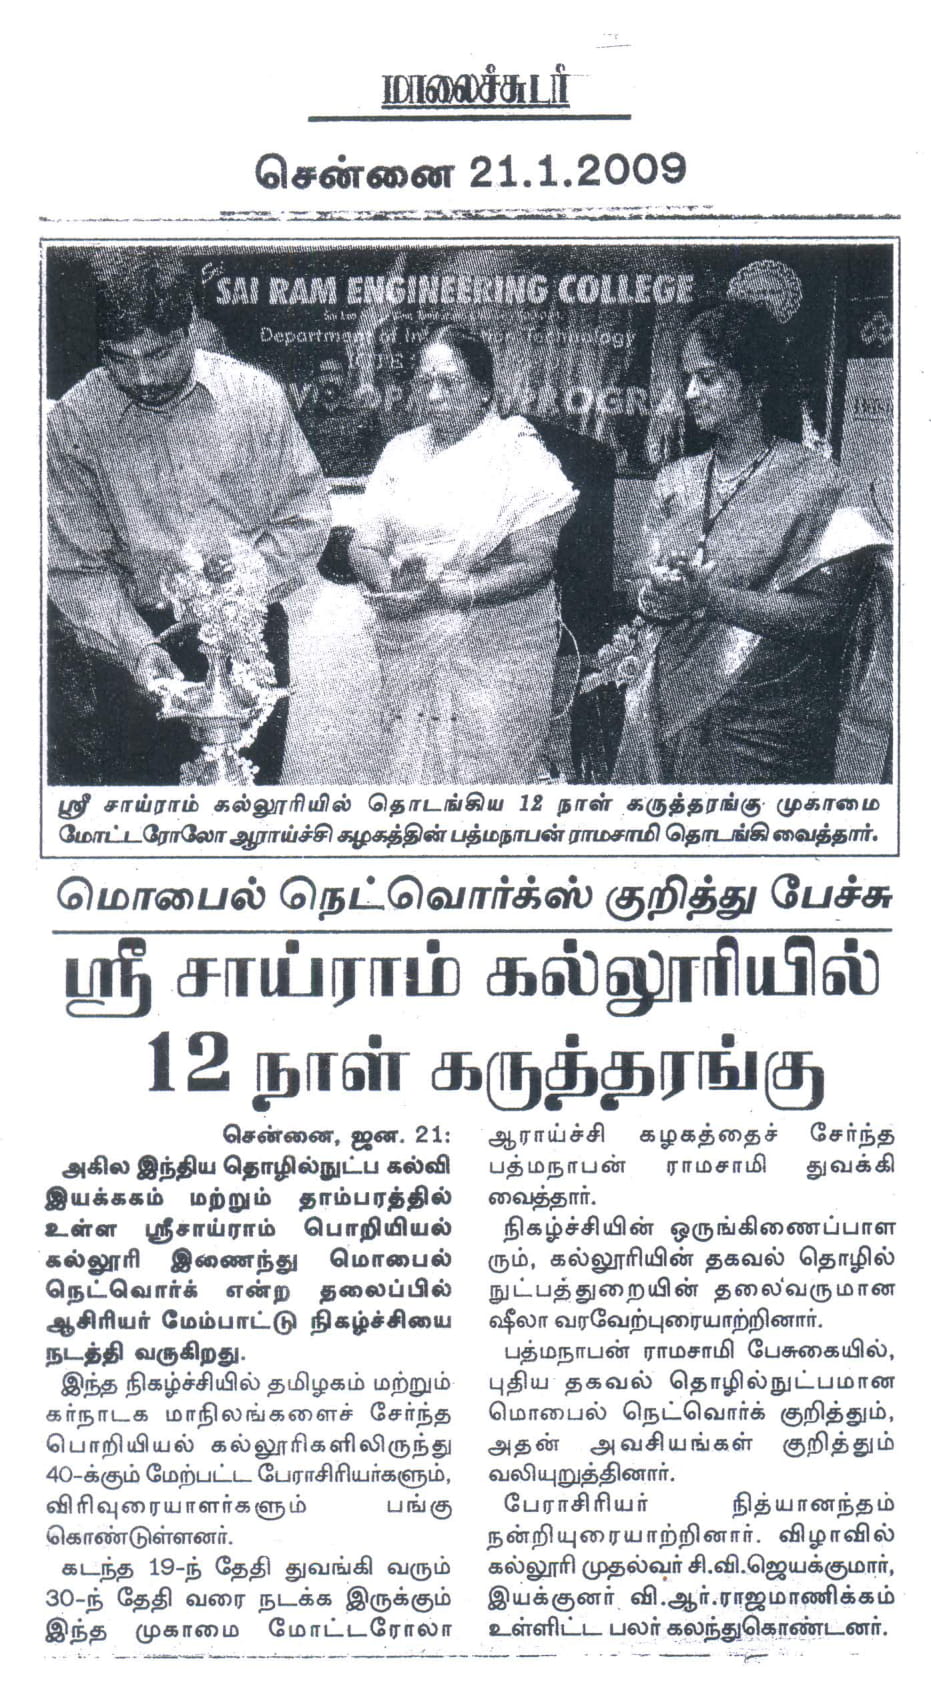 மாலைச்சுடர்
சென்னை 21.1.2009
Sri SAI RAM ENGINEERING COLLEGE
Department of Information Technology
ஸ்ரீ சாய்ராம் கல்லூரியில் தொடங்கிய 12 நாள் கருத்தரங்கு முகாமை
மோட்டரோலோ ஆராய்ச்சி கழகத்தின் பத்மநாபன் ராமசாமி தொடங்கி வைத்தார்.
மொபைல் நெட்வொர்க்ஸ் குறித்து பேச்சு
ஸ்ரீ சாய்ராம் கல்லூரியில்
12 நாள் கருத்தரங்கு
சென்னை, ஜன. 21:
அகில இந்திய தொழில்நுட்ப கல்வி
இயக்ககம் மற்றும் தாம்பரத்தில்
உள்ள ஸ்ரீசாய்ராம் பொறியியல்
கல்லூரி இணைந்து மொபைல்
நெட்வொர்க் என்ற தலைப்பில்
ஆசிரியர் மேம்பாட்டு நிகழ்ச்சியை
நடத்தி வருகிறது.
இந்த நிகழ்ச்சியில் தமிழகம் மற்றும்
கர்நாடக மாநிலங்களைச் சேர்ந்த
பொறியியல் கல்லூரிகளிலிருந்து
40-க்கும் மேற்பட்ட பேராசிரியர்களும்,
விரிவுரையாளர்களும் பங்கு
கொண்டுள்ளனர்.
கடந்த 19-ந் தேதி துவங்கி வரும்
30-ந் தேதி வரை நடக்க இருக்கும்
இந்த முகாமை மோட்டரோலா
ஆராய்ச்சி கழகத்தைச் சேர்ந்த
பத்மநாபன் ராமசாமி துவக்கி
வைத்தார்.
நிகழ்ச்சியின் ஒருங்கிணைப்பாள
ரும், கல்லூரியின் தகவல் தொழில்
நுட்பத்துறையின் தலைவருமான
ஷீலா வரவேற்புரையாற்றினார்.
பத்மநாபன் ராமசாமி பேசுகையில்,
புதிய தகவல் தொழில்நுட்பமான
மொபைல் நெட்வொர்க் குறித்தும்,
அதன் அவசியங்கள் குறித்தும்
வலியுறுத்தினார்.
பேராசிரியர் நித்யானந்தம்
நன்றியுரையாற்றினார். விழாவில்
கல்லூரி முதல்வர் சி.வி.ஜெயக்குமார்,
இயக்குனர் வி.ஆர்.ராஜமாணிக்கம்
உள்ளிட்ட பலர் கலந்துகொண்டனர்.